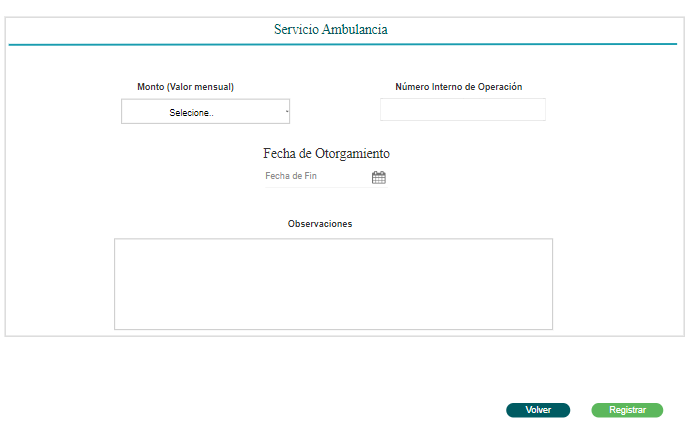 Servicio Ambulancia
Monto (Valor mensual)
Número Interno de Operación
Selecione..
Fecha de Otorgamiento
Fecha de Fin
Observaciones
Volver
Registrar